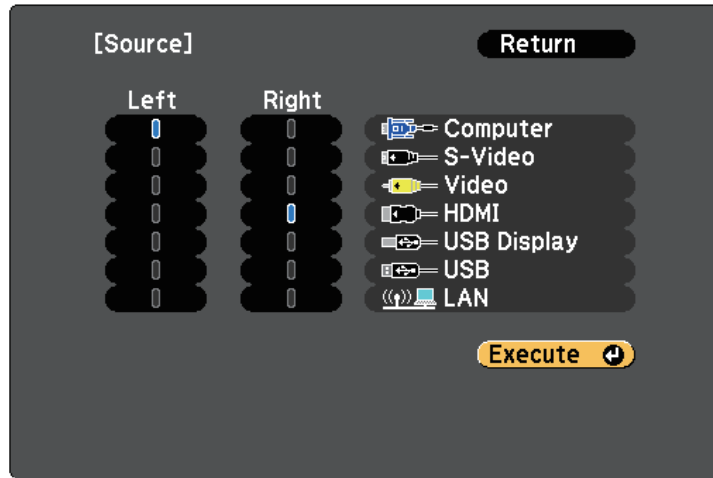 [Source] Return
Left Right
Computer
S-Video
Video
HDMI
USB Display
USB
LAN
Execute